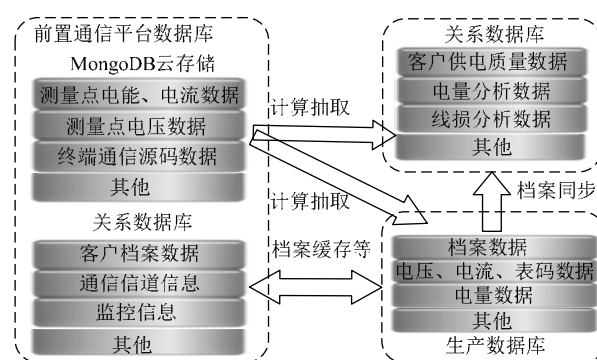 前置通信平台数据库
MongoDB云存储
测量点电能、电流数据
测量点电压数据
终端通信源码数据
其他
关系数据库
客户档案数据
通信信道信息
监控信息
其他
计算抽取
计算抽取
档案缓存等
关系数据库
客户供电质量数据
电量分析数据
线损分析数据
其他
档案同步
档案数据
电压、电流、表码数据
电量数据
其他
生产数据库